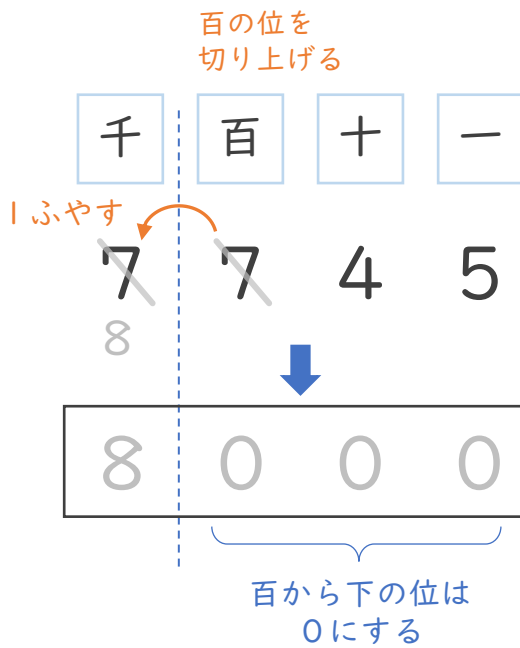 百の位を
切り上げる
千 百 十 一
1ふやす
7 7 4 5
8
8 0 0 0
百から下の位は
0にする